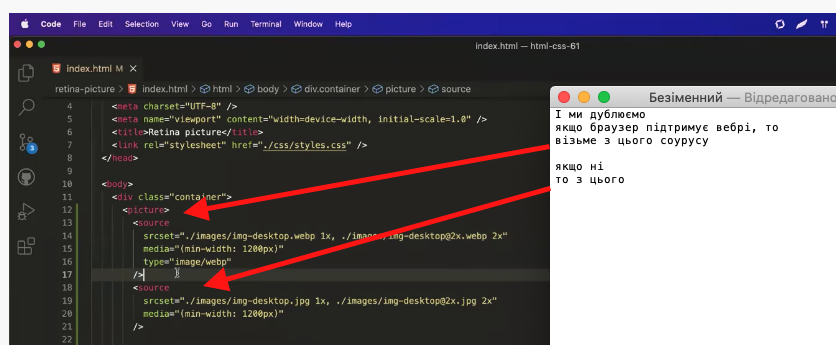 Code File Edit Selection View Go Run Terminal Window Help
index.html — html-css-61
index.html M
retina-picture > index.html > html > body > div.container > picture > source
4 <meta charset="UTF-8" />
5 <meta name="viewport" content="width=device-width, initial-scale=1.0" />
6 <title>Retina picture</title>
7 <link rel="stylesheet" href="./css/styles.css" />
8 </head>
9
10 <body>
11 <div class="container">
12 <picture>
13 <source
14 srcset="./images/img-desktop.webp 1x, ./images/img-desktop@2x.webp 2x"
15 media="(min-width: 1200px)"
16 type="image/webp"
17 />
18 <source
19 srcset="./images/img-desktop.jpg 1x, ./images/img-desktop@2x.jpg 2x"
20 media="(min-width: 1200px)"
21 />
22
3
Безіменний — Відредаговано
І ми дублюємо
якщо браузер підтримує вебрі, то
візьме з цього соурусу
якщо ні
то з цього